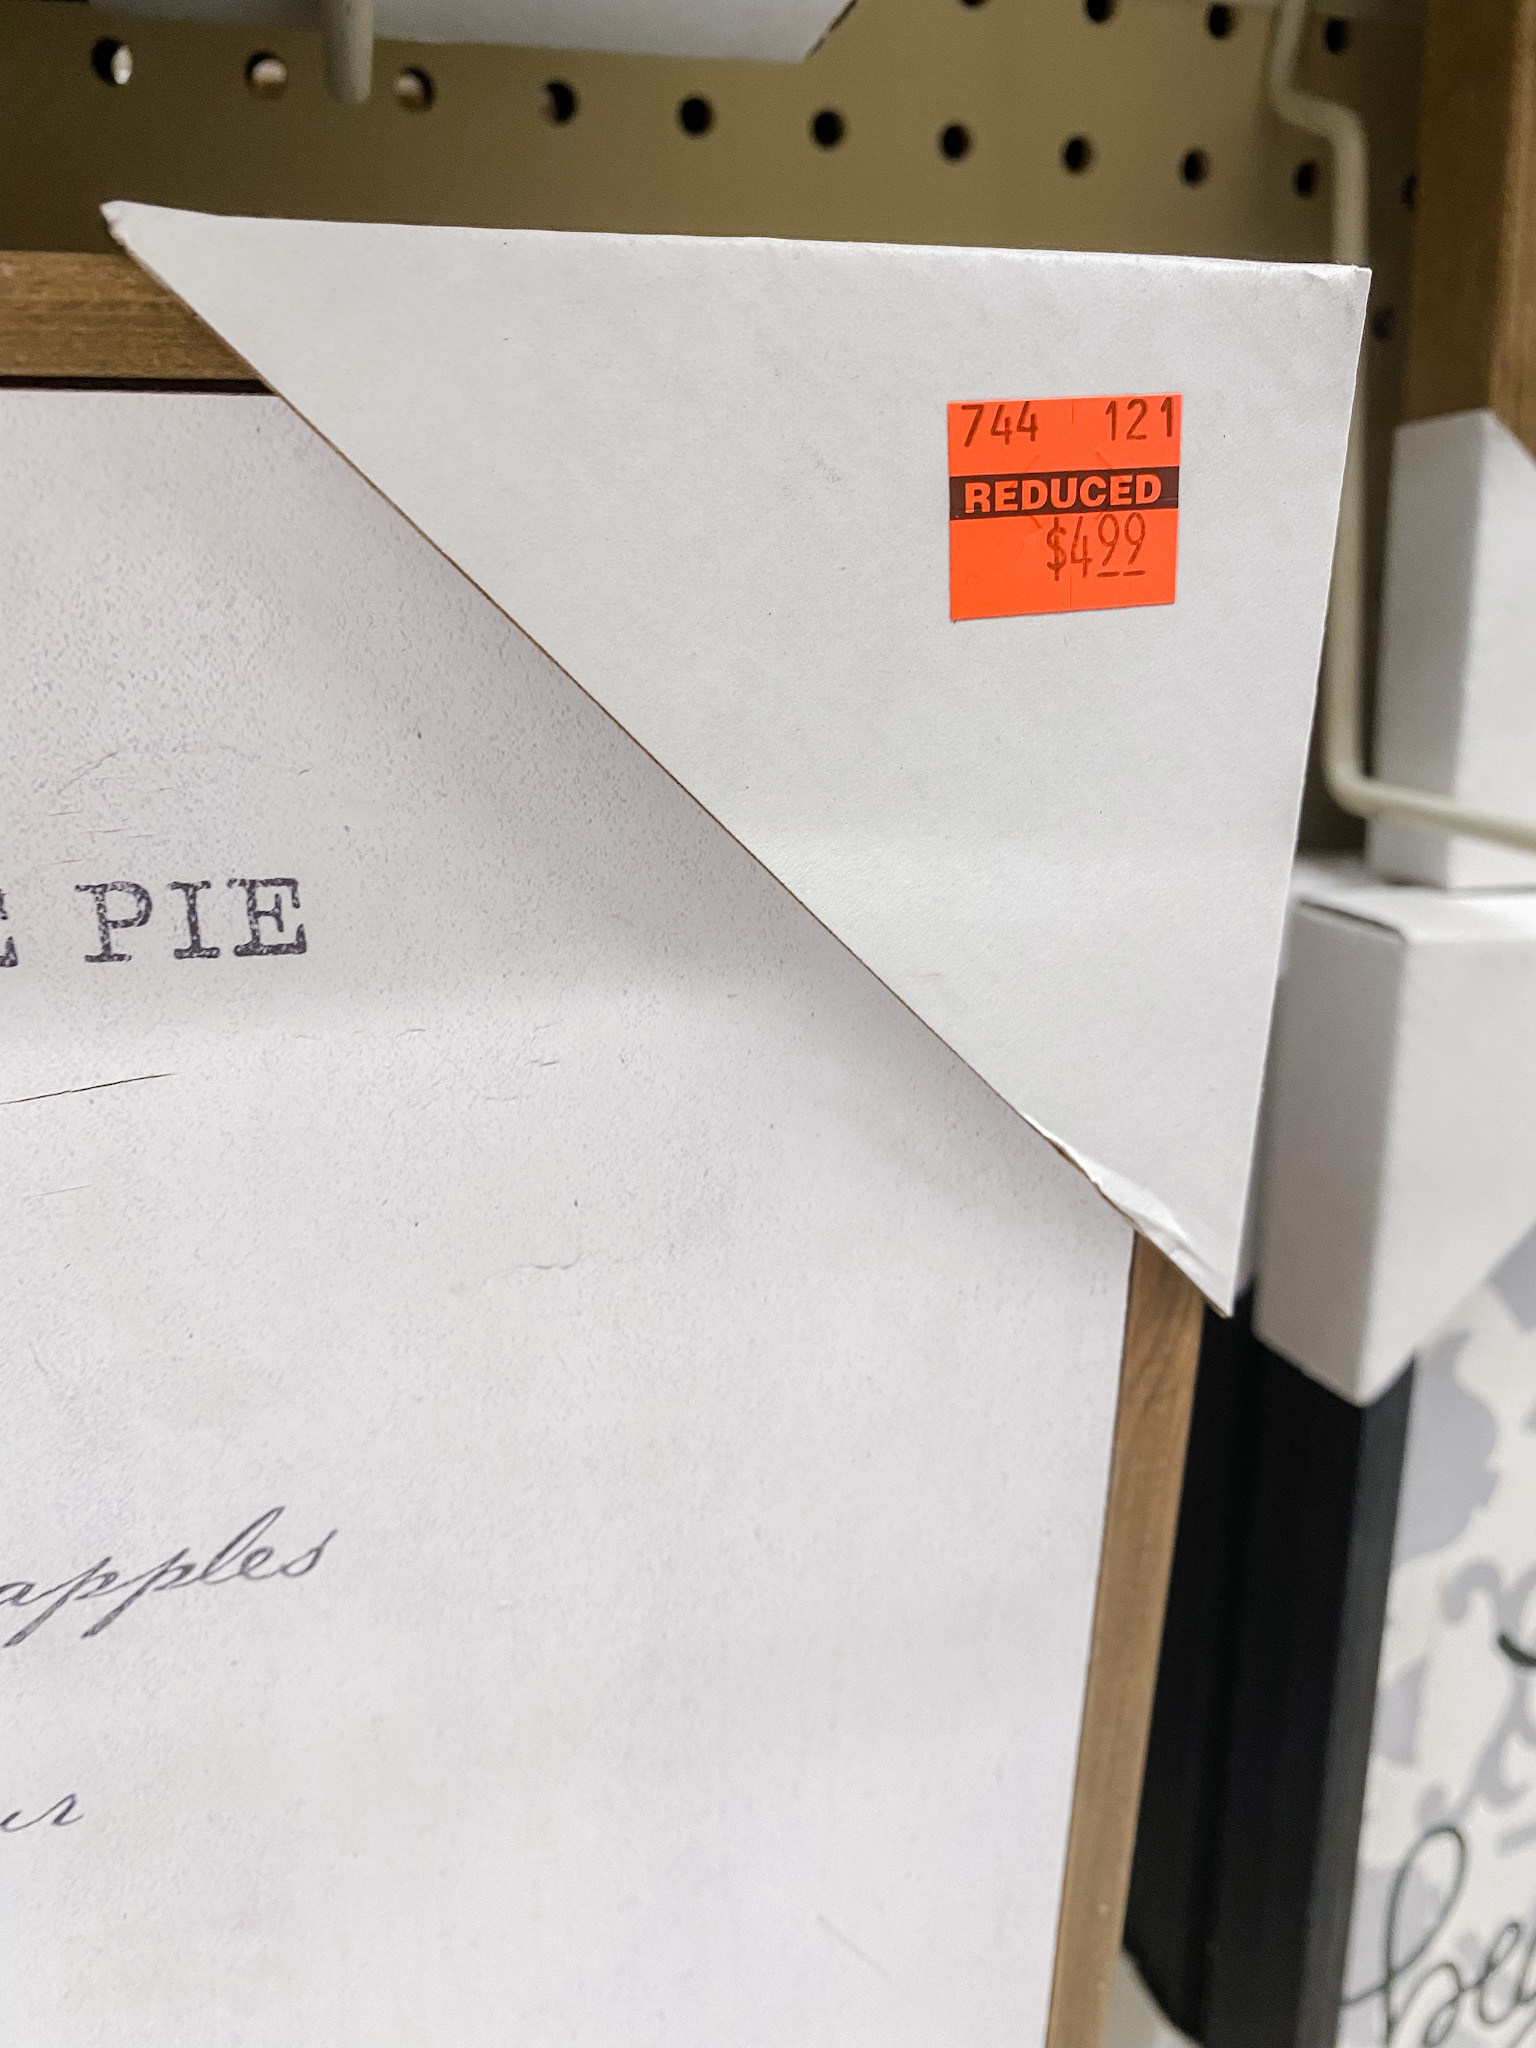 744 121
REDUCED
$4.99
PIE
apples